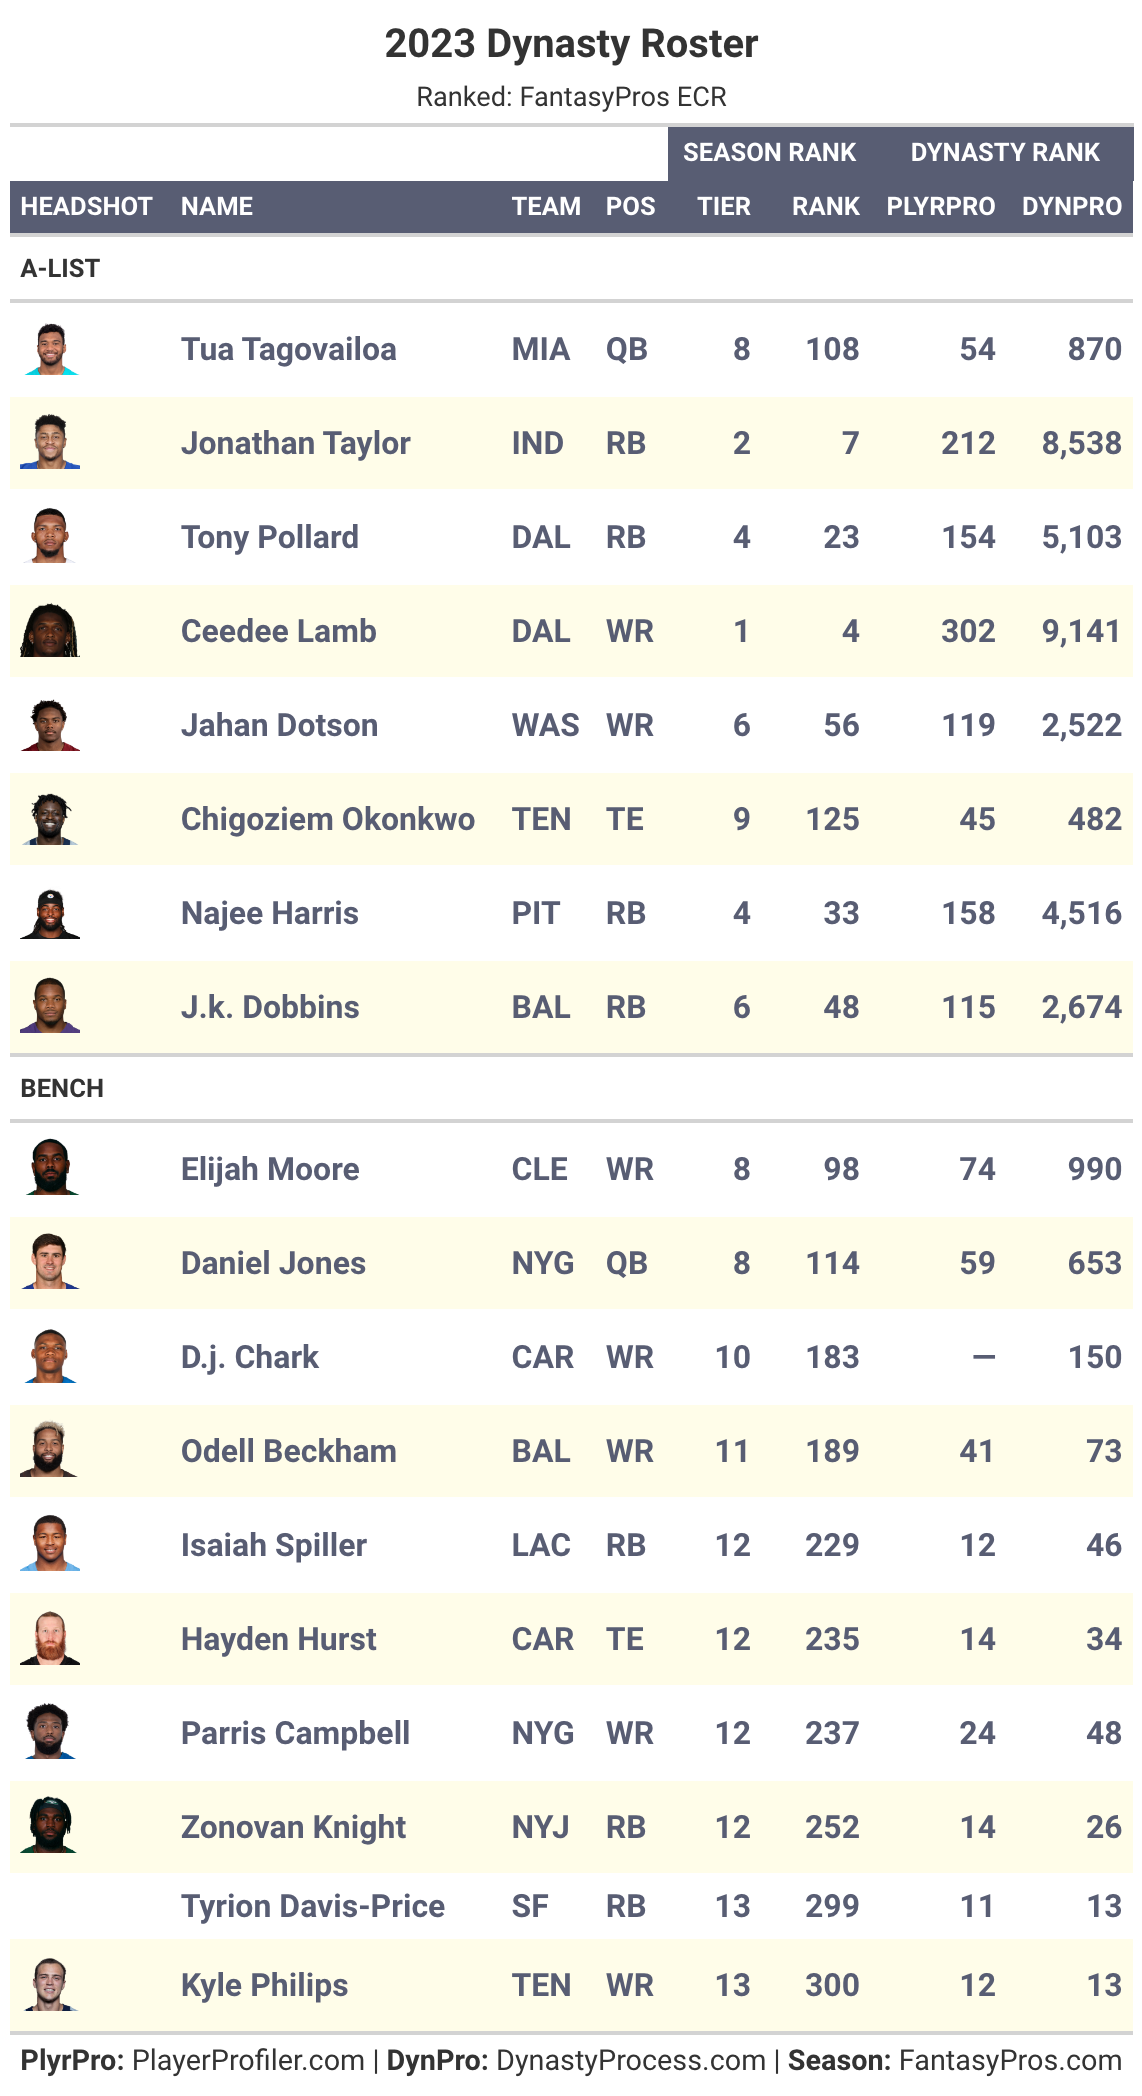 2023 Dynasty Roster
Ranked: FantasyPros ECR
SEASON RANK DYNASTY RANK
HEADSHOT NAME TEAM POS TIER RANK PLYRPRO DYNPRO
A-LIST
Tua Tagovailoa MIA QB 8 108 54 870
Jonathan Taylor IND RB 2 7 212 8,538
Tony Pollard DAL RB 4 23 154 5,103
Ceedee Lamb DAL WR 1 4 302 9,141
Jahan Dotson WAS WR 6 56 119 2,522
Chigoziem Okonkwo TEN TE 9 125 45 482
Najee Harris PIT RB 4 33 158 4,516
J.k. Dobbins BAL RB 6 48 115 2,674
BENCH
Elijah Moore CLE WR 8 98 74 990
Daniel Jones NYG QB 8 114 59 653
D.j. Chark CAR WR 10 183 — 150
Odell Beckham BAL WR 11 189 41 73
Isaiah Spiller LAC RB 12 229 12 46
Hayden Hurst CAR TE 12 235 14 34
Parris Campbell NYG WR 12 237 24 48
Zonovan Knight NYJ RB 12 252 14 26
Tyrion Davis-Price SF RB 13 299 11 13
Kyle Philips TEN WR 13 300 12 13
PlyrPro: PlayerProfiler.com | DynPro: DynastyProcess.com | Season: FantasyPros.com